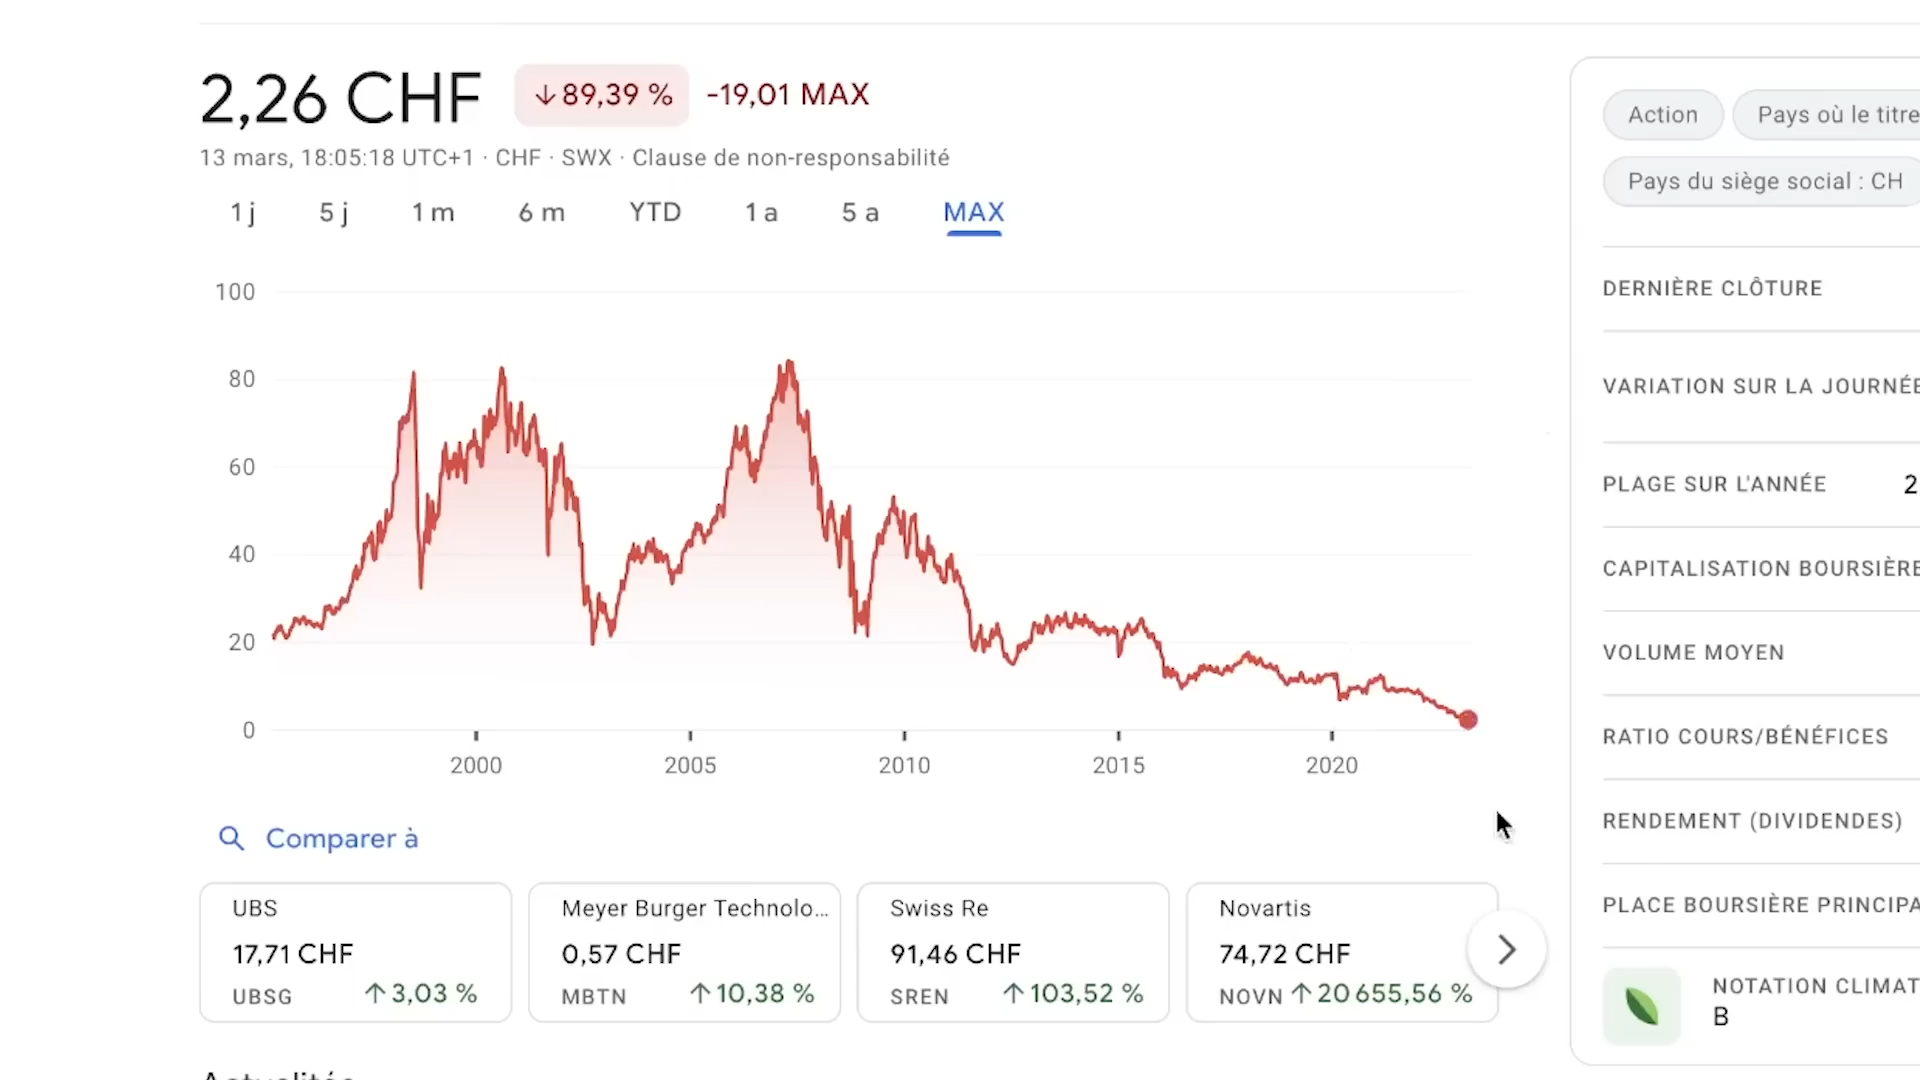 2,26 CHF ↓89,39 % -19,01 MAX
13 mars, 18:05:18 UTC+1 · CHF · SWX · Clause de non-responsabilité
1 j 5 j 1 m 6 m YTD 1 a 5 a MAX
100
80
60
40
20
0
2000 2005 2010 2015 2020
Comparer à
UBS
17,71 CHF
UBSG ↑3,03 %
Meyer Burger Technolo...
0,57 CHF
MBTN ↑10,38 %
Swiss Re
91,46 CHF
SREN ↑103,52 %
Novartis
74,72 CHF
NOVN ↑20 655,56 %
Action
Pays où le titre
Pays du siège social : CH
DERNIÈRE CLÔTURE
VARIATION SUR LA JOURNÉE
PLAGE SUR L'ANNÉE 2
CAPITALISATION BOURSIÈRE
VOLUME MOYEN
RATIO COURS/BÉNÉFICES
RENDEMENT (DIVIDENDES)
PLACE BOURSIÈRE PRINCIPA
NOTATION CLIMAT
B